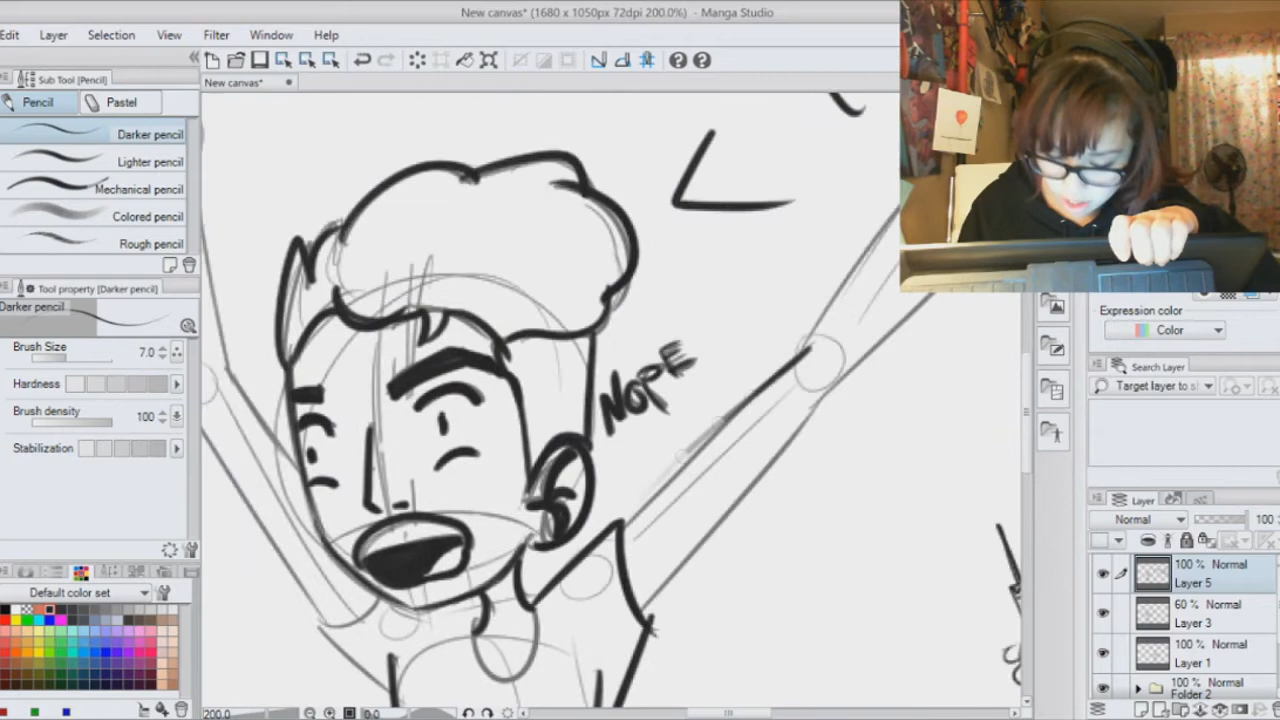 New canvas* (1680 x 1050px 72dpi 200.0%) - Manga Studio
Edit Layer Selection View Filter Window Help
New canvas*
Sub Tool [Pencil]
Pencil Pastel
Darker pencil
Lighter pencil
Mechanical pencil
Colored pencil
Rough pencil
Tool property [Darker pencil]
Darker pencil
Brush Size 7.0
Hardness
Brush density 100
Stabilization
Default color set
NOPE
200.0 0.0
Expression color
Color
Search Layer
Layer
Normal 100
100 % Normal
Layer 5
60 % Normal
Layer 3
100 % Normal
Layer 1
100 % Normal
Folder 2